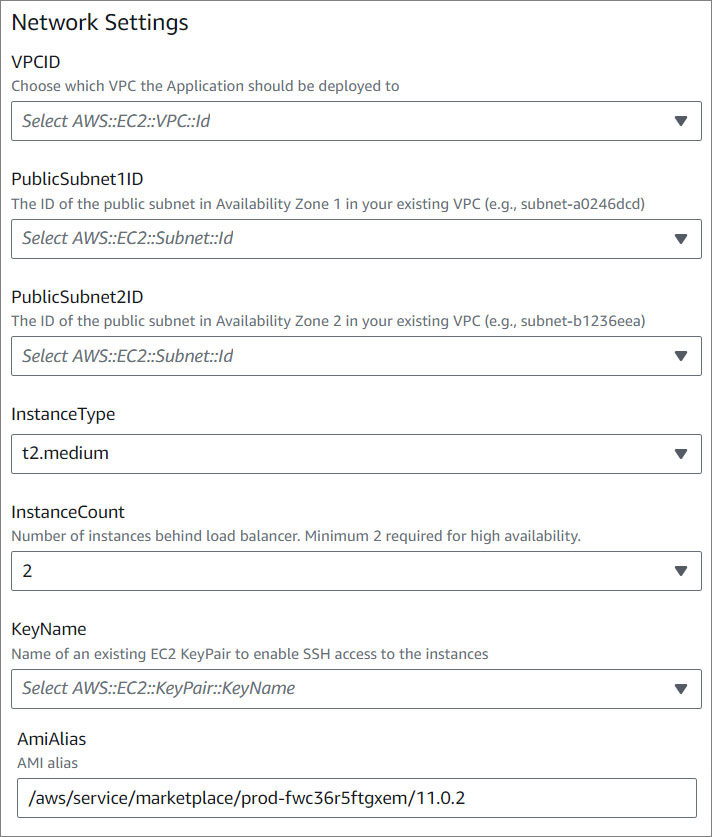 Network Settings
VPCID
Choose which VPC the Application should be deployed to
Select AWS::EC2::VPC::Id
PublicSubnet1ID
The ID of the public subnet in Availability Zone 1 in your existing VPC (e.g., subnet-a0246dcd)
Select AWS::EC2::Subnet::Id
PublicSubnet2ID
The ID of the public subnet in Availability Zone 2 in your existing VPC (e.g., subnet-b1236eea)
Select AWS::EC2::Subnet::Id
InstanceType
t2.medium
InstanceCount
Number of instances behind load balancer. Minimum 2 required for high availability.
2
KeyName
Name of an existing EC2 KeyPair to enable SSH access to the instances
Select AWS::EC2::KeyPair::KeyName
AmiAlias
AMI alias
/aws/service/marketplace/prod-fwc36r5ftgxem/11.0.2